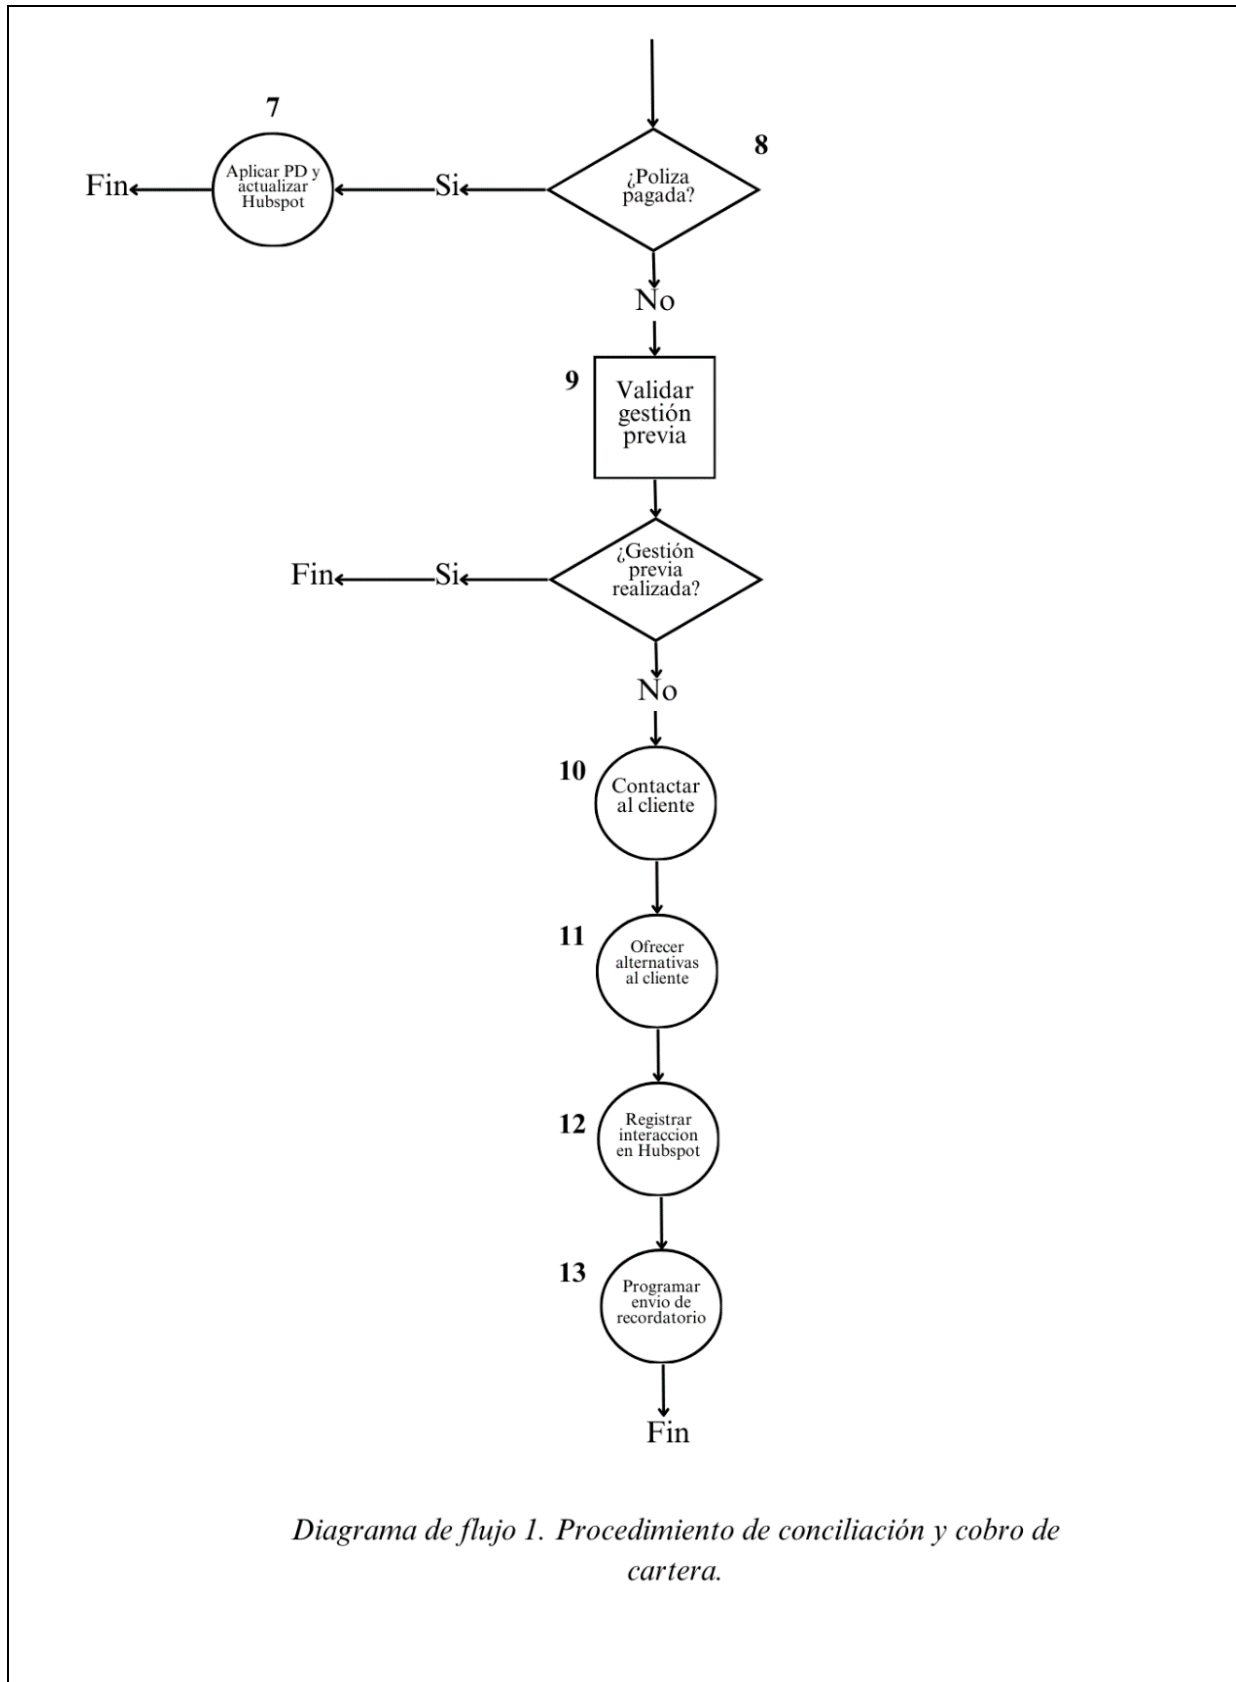 7
8
Aplicar PD y
actualizar
Hubspot
Fin
Si
¿Poliza
pagada?
No
9
Validar
gestión
previa
Fin
Si
¿Gestión
previa
realizada?
No
10
Contactar
al cliente
11
Ofrecer
alternativas
al cliente
12
Registrar
interaccion
en Hubspot
13
Programar
envio de
recordatorio
Fin
Diagrama de flujo 1. Procedimiento de conciliación y cobro de
cartera.